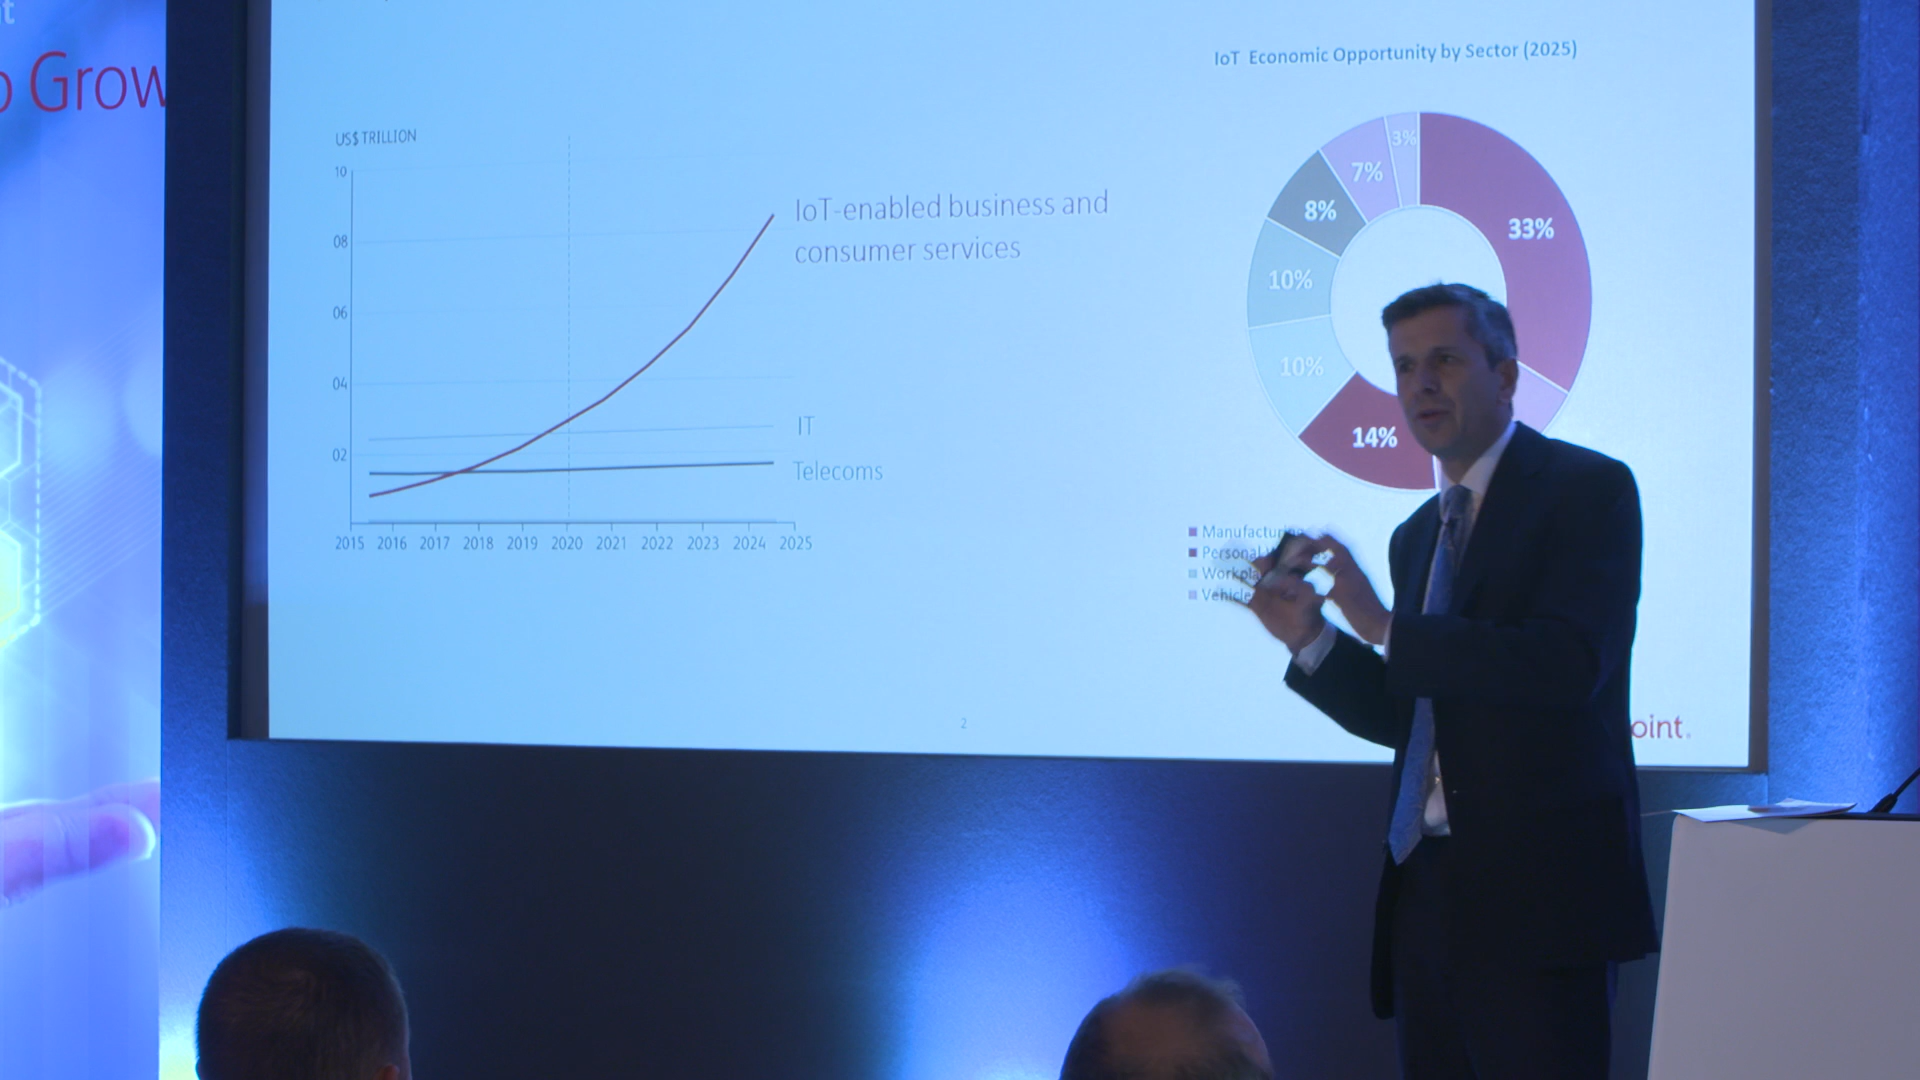 t
o Grow
IoT Economic Opportunity by Sector (2025)
US$ TRILLION
10
08
06
04
02
2015 2016 2017 2018 2019 2020 2021 2022 2023 2024 2025
IoT-enabled business and
consumer services
IT
Telecoms
3%
7%
33%
8%
10%
10%
14%
Manufacturing
Personal
Workpla
Vehicle
2
oint.